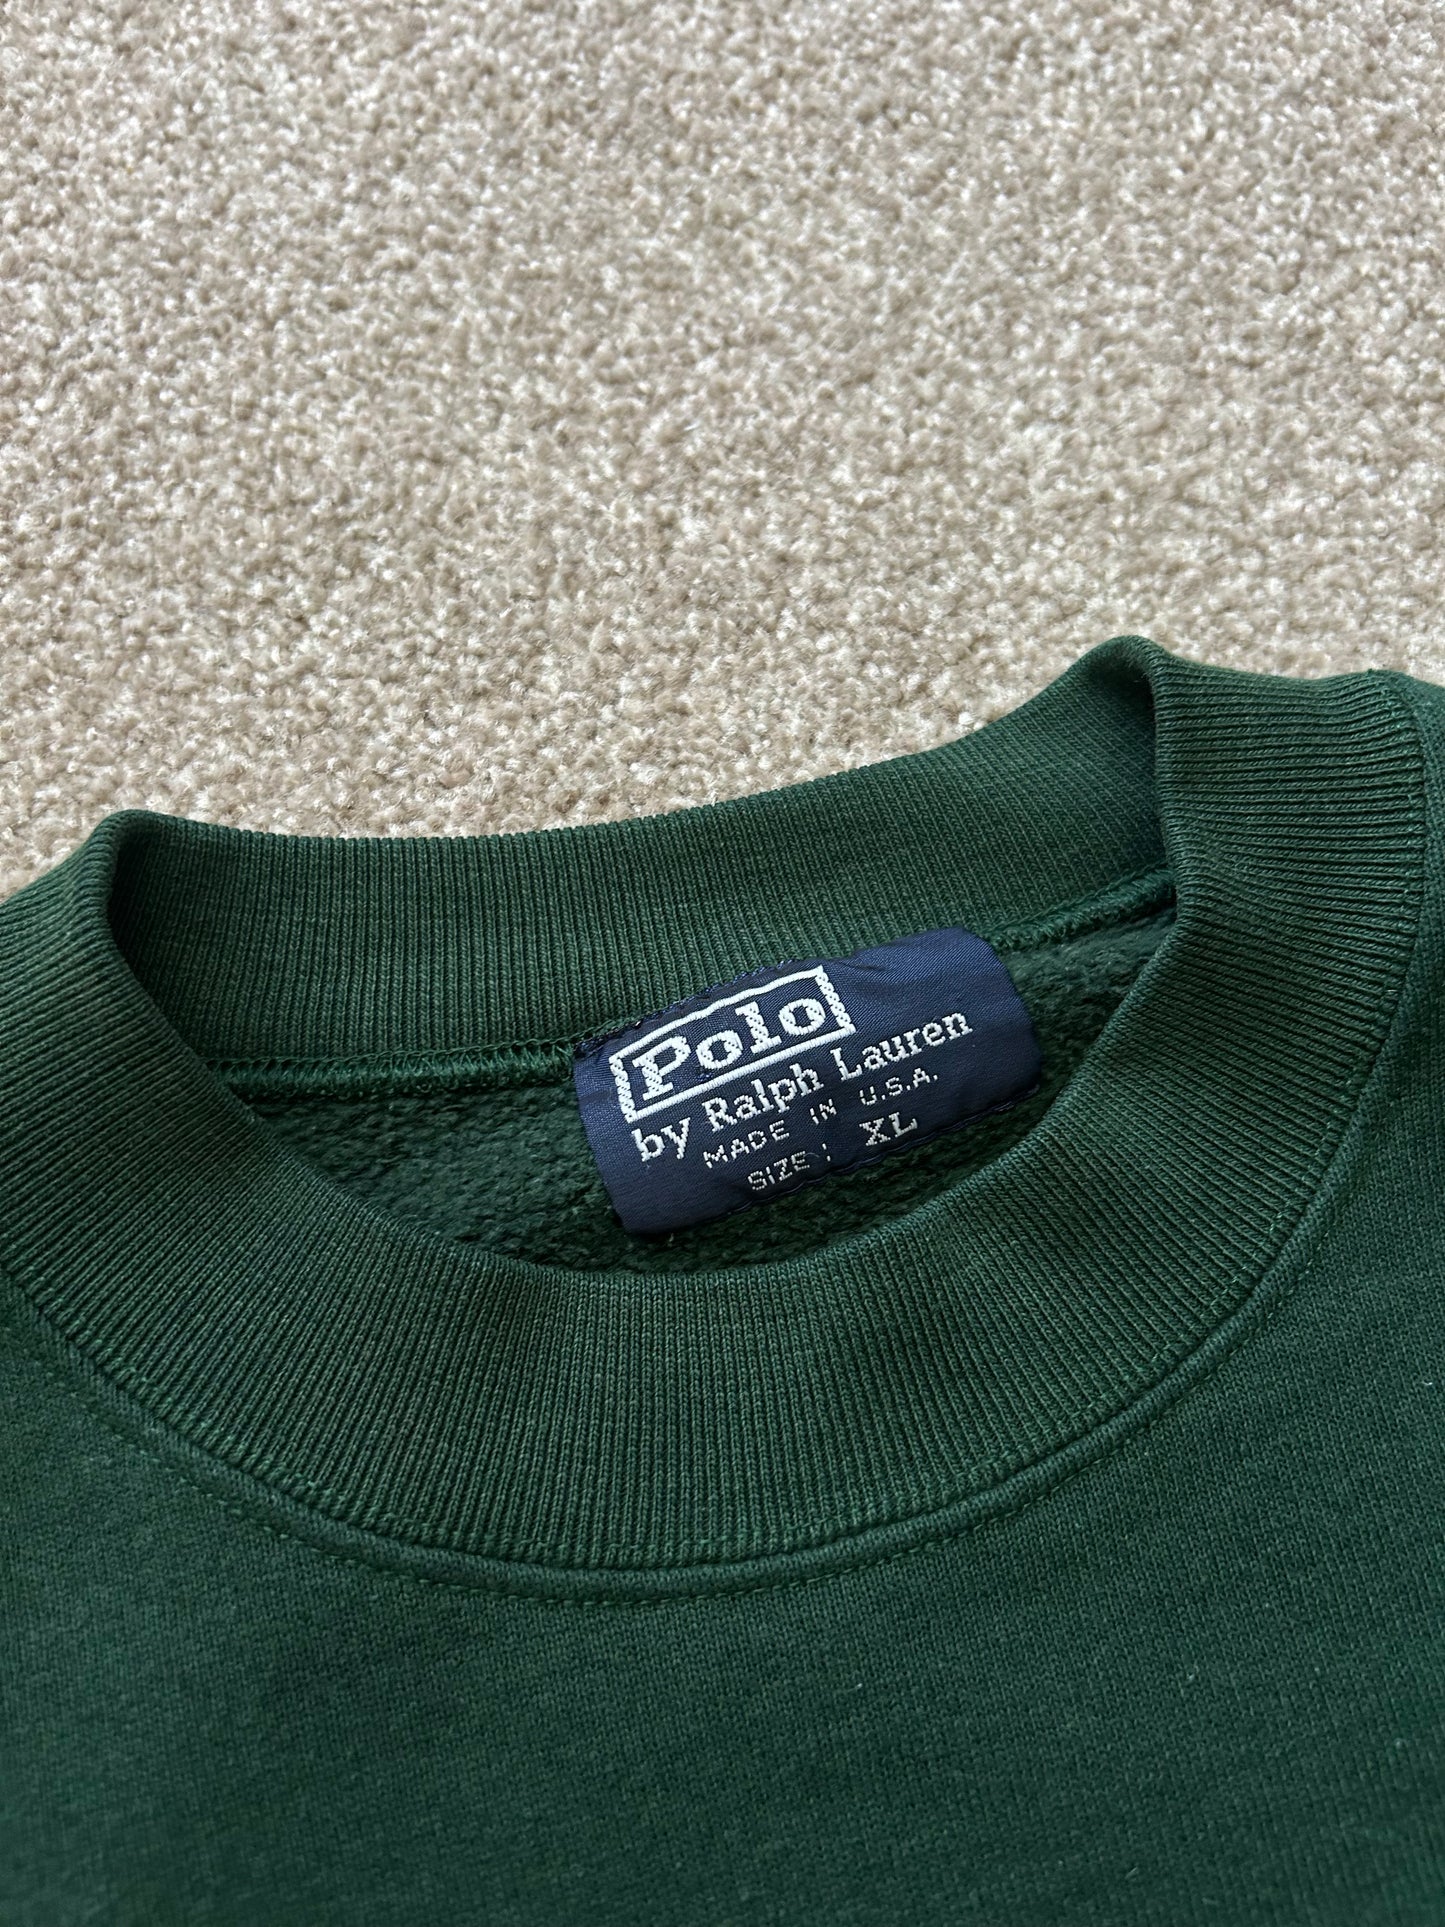 Polo
by Ralph Lauren
MADE IN U.S.A.
SIZE: XL